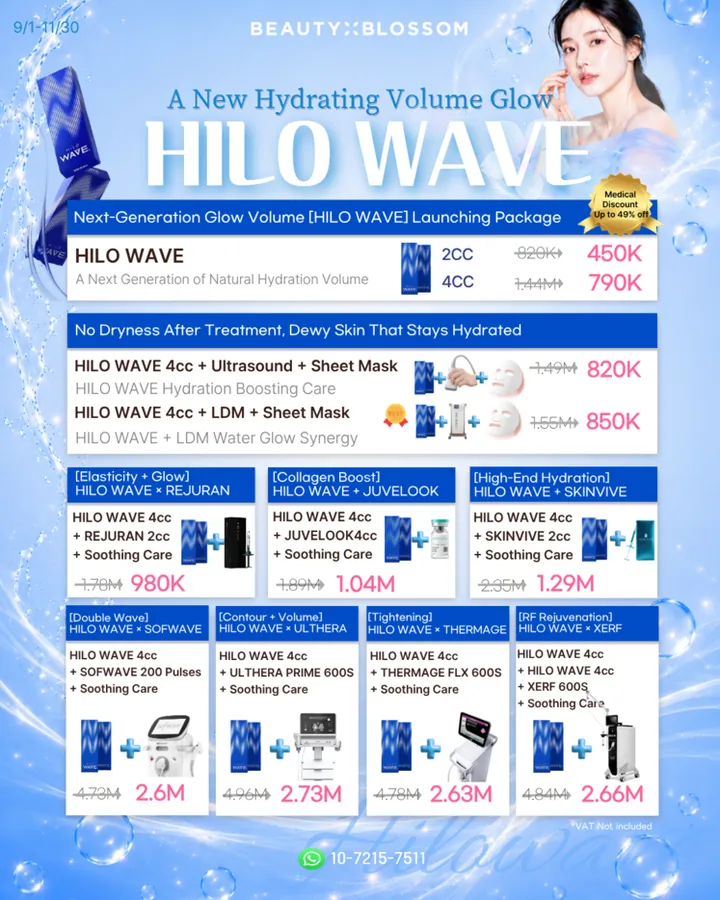 9/1-11/30
BEAUTY BLOSSOM
A New Hydrating Volume Glow
HILO WAVE
Medical
Discount
Up to 49% off
Next-Generation Glow Volume [HILO WAVE] Launching Package
HILO WAVE
A Next Generation of Natural Hydration Volume
2CC 820K 450K
4CC 1.44M 790K
No Dryness After Treatment, Dewy Skin That Stays Hydrated
HILO WAVE 4cc + Ultrasound + Sheet Mask
HILO WAVE Hydration Boosting Care
1.49M 820K
HILO WAVE 4cc + LDM + Sheet Mask
HILO WAVE + LDM Water Glow Synergy
BEST
1.55M 850K
[Elasticity + Glow]
HILO WAVE × REJURAN
HILO WAVE 4cc
+ REJURAN 2cc
+ Soothing Care
1.78M 980K
[Collagen Boost]
HILO WAVE + JUVELOOK
HILO WAVE 4cc
+ JUVELOOK4cc
+ Soothing Care
1.89M 1.04M
[High-End Hydration]
HILO WAVE + SKINVIVE
HILO WAVE 4cc
+ SKINVIVE 2cc
+ Soothing Care
2.35M 1.29M
[Double Wave]
HILO WAVE × SOFWAVE
HILO WAVE 4cc
+ SOFWAVE 200 Pulses
+ Soothing Care
4.73M 2.6M
[Contour + Volume]
HILO WAVE × ULTHERA
HILO WAVE 4cc
+ ULTHERA PRIME 600S
+ Soothing Care
4.96M 2.73M
[Tightening]
HILO WAVE × THERMAGE
HILO WAVE 4cc
+ THERMAGE FLX 600S
+ Soothing Care
4.78M 2.63M
[RF Rejuvenation]
HILO WAVE × XERF
HILO WAVE 4cc
+ HILO WAVE 4cc
+ XERF 600S
+ Soothing Care
4.84M 2.66M
*VAT Not included
10-7215-7511